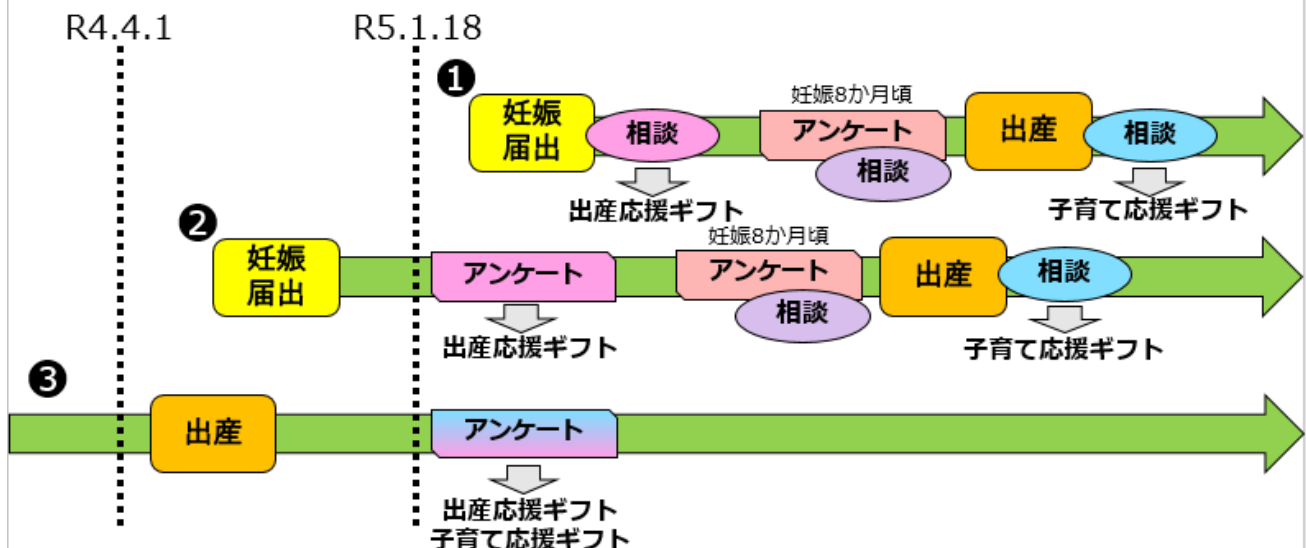 R4.4.1
R5.1.18
❶
妊娠
届出
相談
妊娠8か月頃
アンケート
相談
出産
相談
出産応援ギフト
子育て応援ギフト
❷
妊娠
届出
アンケート
妊娠8か月頃
アンケート
相談
出産
相談
出産応援ギフト
子育て応援ギフト
❸
出産
アンケート
出産応援ギフト
子育て応援ギフト